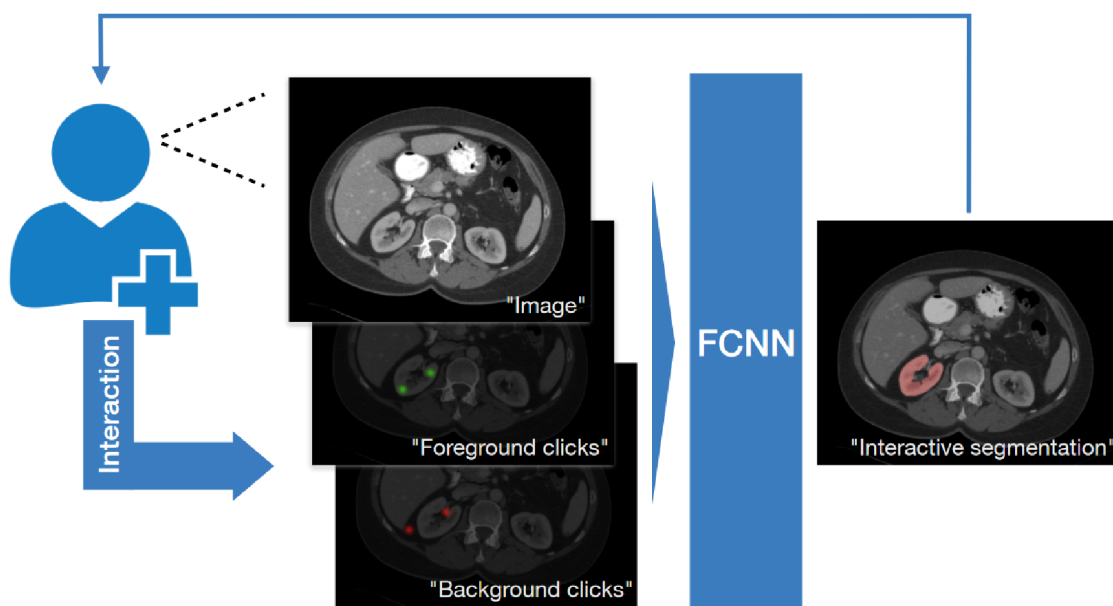 "Image"
FCNN
Interaction
"Foreground clicks"
"Interactive segmentation"
"Background clicks"